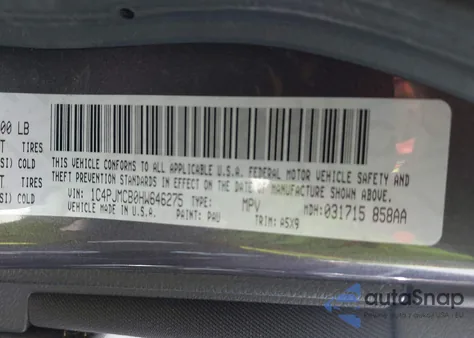 00 LB
T TIRES
SI) COLD
T TIRES
SI) COLD
THIS VEHICLE CONFORMS TO ALL APPLICABLE U.S.A. FEDERAL MOTOR VEHICLE SAFETY AND
THEFT PREVENTION STANDARDS IN EFFECT ON THE DATE OF MANUFACTURE SHOWN ABOVE.
VIN: 1C4PJMCB0HW646275 TYPE: MPV MDH: 031715 858AA
VEHICLE MADE IN U.S.A. PAINT: PAU TRIM: A5X9
autoSnap